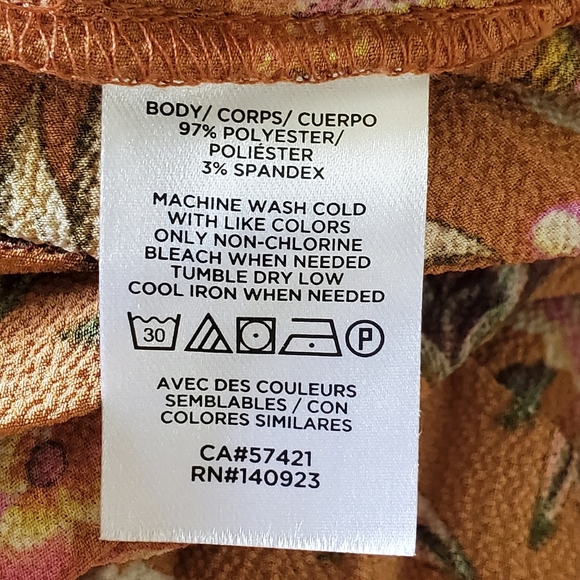 BODY/ CORPS/ CUERPO
97% POLYESTER/
POLIÉSTER
3% SPANDEX
MACHINE WASH COLD
WITH LIKE COLORS
ONLY NON-CHLORINE
BLEACH WHEN NEEDED
TUMBLE DRY LOW
COOL IRON WHEN NEEDED
30 P
AVEC DES COULEURS
SEMBLABLES / CON
COLORES SIMILARES
CA#57421
RN#140923